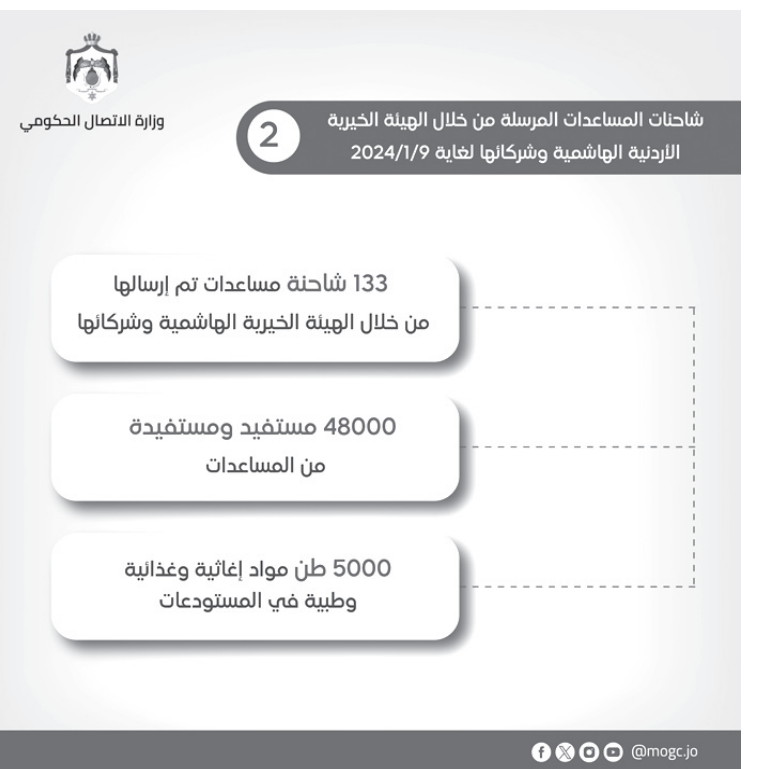 وزارة الاتصال الحكومي
شاحنات المساعدات المرسلة من خلال الهيئة الخيرية
الأردنية الهاشمية وشركائها لغاية 2024/1/9
2
133 شاحنة مساعدات تم إرسالها
من خلال الهيئة الخيرية الهاشمية وشركائها
48000 مستفيد ومستفيدة
من المساعدات
5000 طن مواد إغاثية وغذائية
وطبية في المستودعات
@mogc.jo